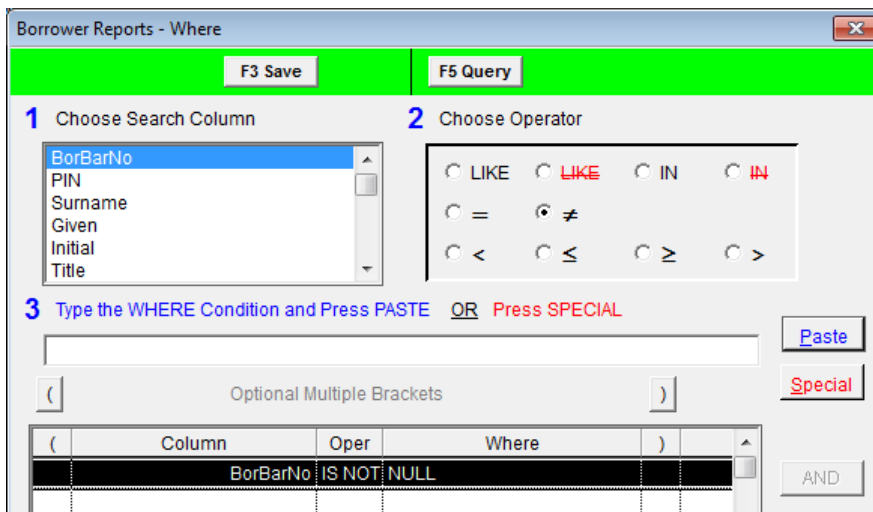 Borrower Reports - Where
F3 Save F5 Query
1 Choose Search Column
2 Choose Operator
BorBarNo
PIN
Surname
Given
Initial
Title
LIKE LIKE IN IN
= ≠
< ≤ ≥ >
3 Type the WHERE Condition and Press PASTE OR Press SPECIAL
Paste
Special
( Optional Multiple Brackets )
( Column Oper Where )
BorBarNo IS NOT NULL
AND